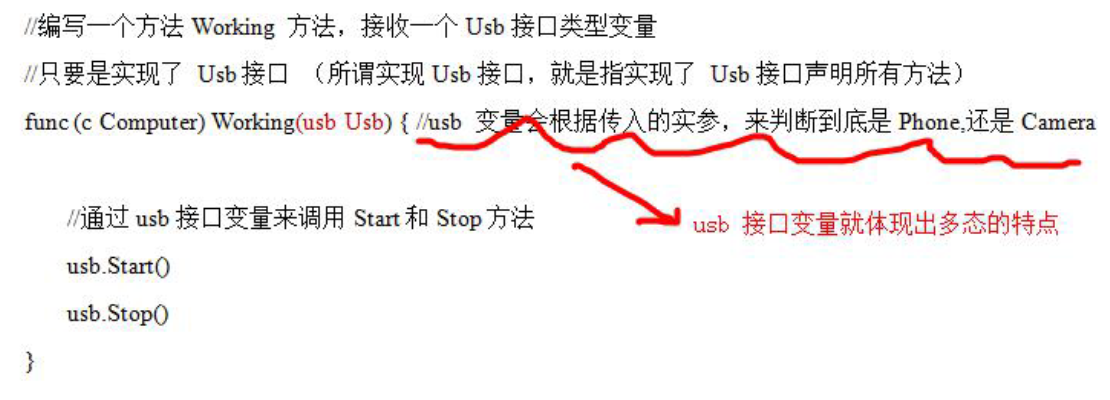 //编写一个方法 Working 方法，接收一个 Usb 接口类型变量
//只要是实现了 Usb 接口 （所谓实现 Usb 接口，就是指实现了 Usb 接口声明所有方法）
func (c Computer) Working(usb Usb) { //usb 变量会根据传入的实参，来判断到底是 Phone,还是 Camera
//通过 usb 接口变量来调用 Start 和 Stop 方法
usb 接口变量就体现出多态的特点
usb.Start()
usb.Stop()
}